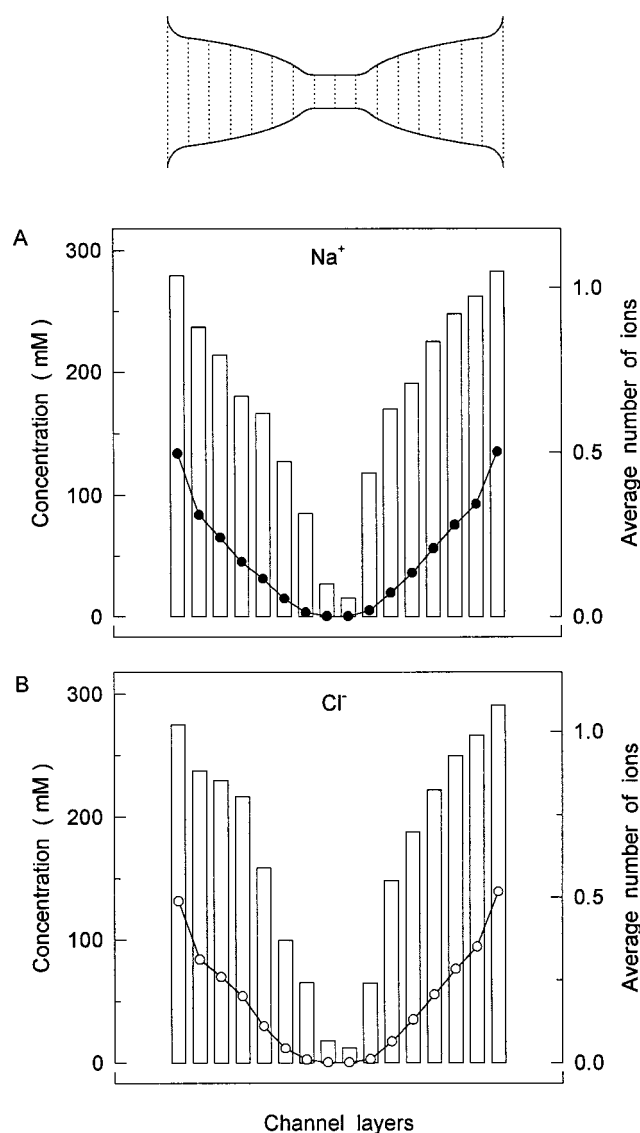 A
Na⁺
300
200
100
0
Concentration ( mM )
1.0
0.5
0.0
Average number of ions
B
Cl⁻
300
200
100
0
Concentration ( mM )
1.0
0.5
0.0
Average number of ions
Channel layers